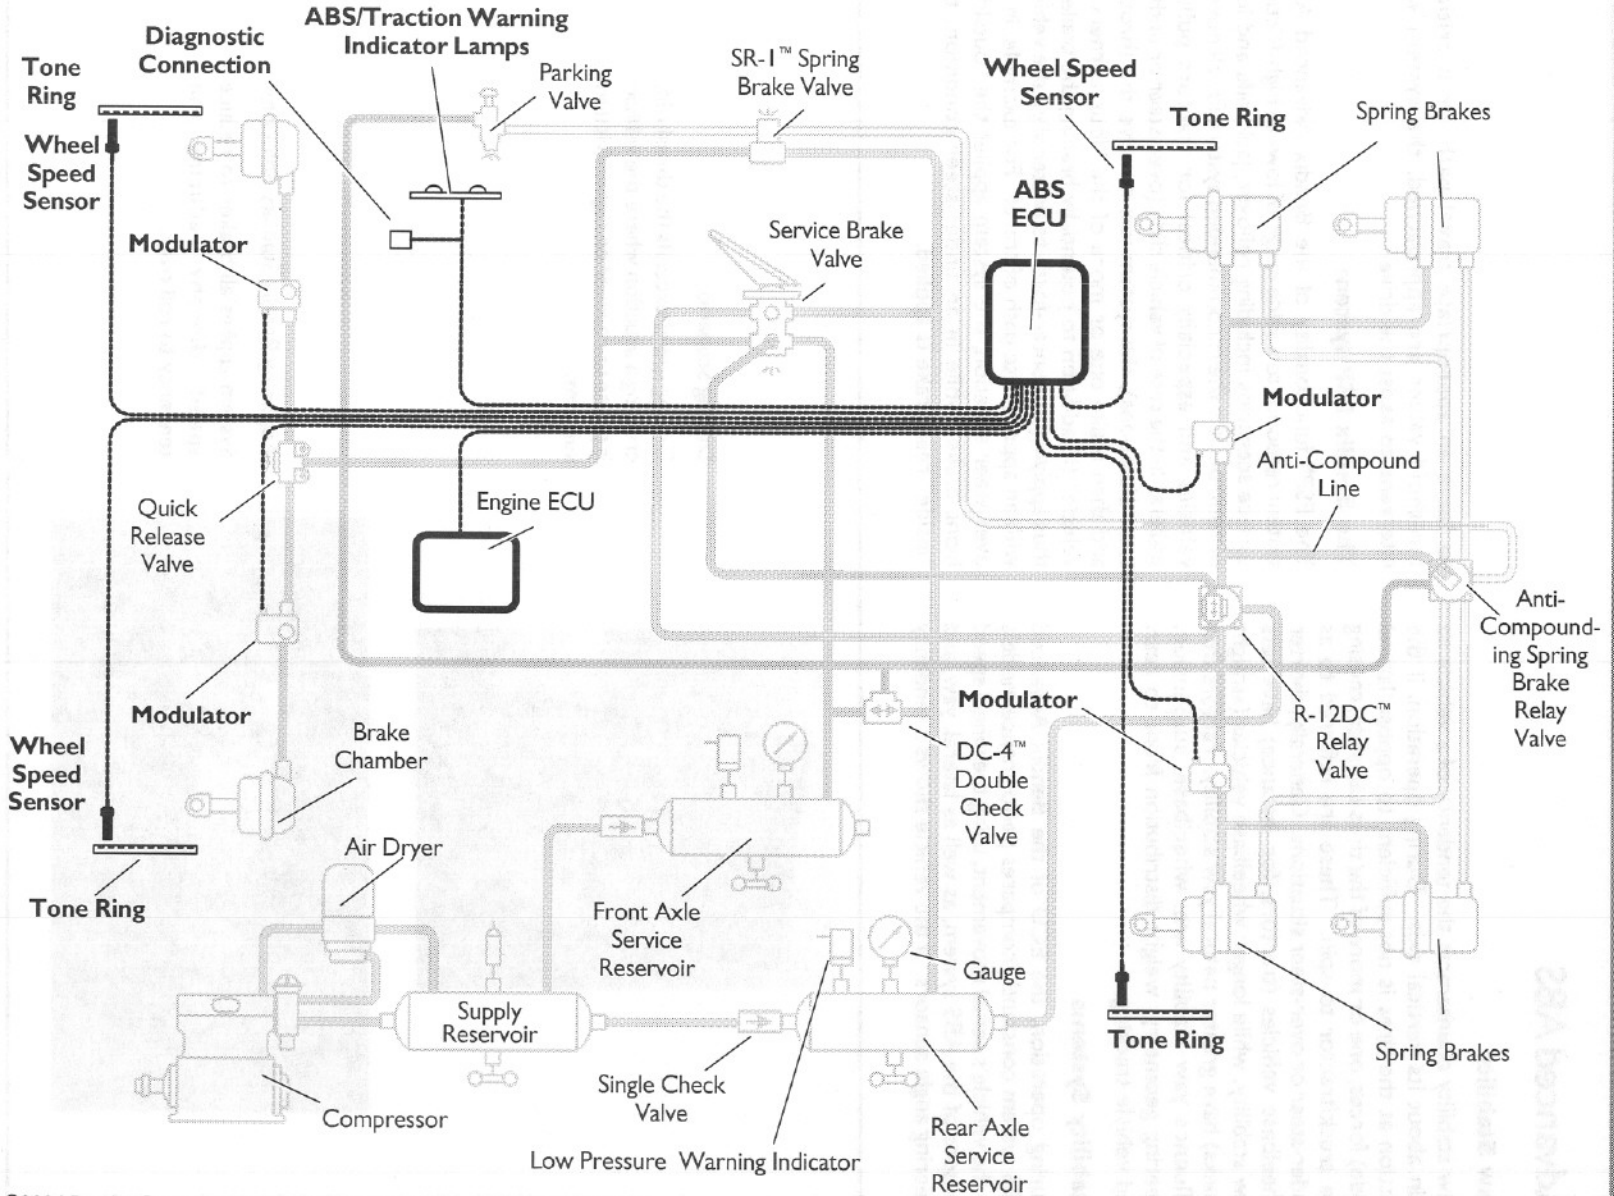 ABS/Traction Warning
Indicator Lamps
Diagnostic
Connection
Tone
Ring
Parking
Valve
SR-1™ Spring
Brake Valve
Wheel Speed
Sensor
Tone Ring
Spring Brakes
Wheel
Speed
Sensor
ABS
ECU
Modulator
Service Brake
Valve
Modulator
Anti-Compound
Line
Quick
Release
Valve
Engine ECU
Anti-
Compound-
ing Spring
Brake
Relay
Valve
Modulator
Modulator
R-12DC™
Relay
Valve
Wheel
Speed
Sensor
Brake
Chamber
DC-4™
Double
Check
Valve
Air Dryer
Tone Ring
Front Axle
Service
Reservoir
Gauge
Supply
Reservoir
Tone Ring
Spring Brakes
Single Check
Valve
Compressor
Low Pressure Warning Indicator
Rear Axle
Service
Reservoir